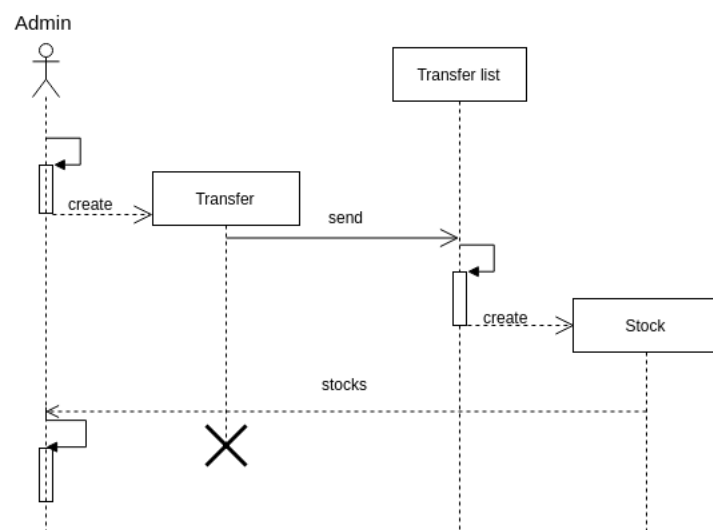 Admin
Transfer list
Transfer
create
send
create
Stock
stocks